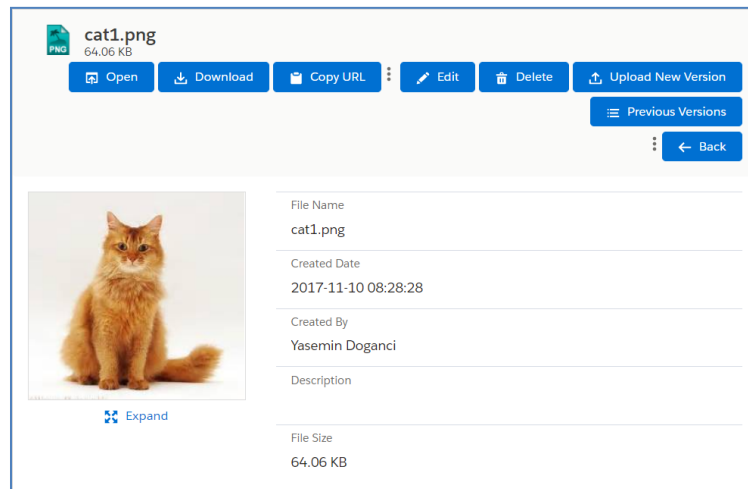 cat1.png
PNG
64.06 KB
Open Download Copy URL Edit Delete Upload New Version
Previous Versions
Back
File Name
cat1.png
Created Date
2017-11-10 08:28:28
Created By
Yasemin Doganci
Description
Expand
File Size
64.06 KB